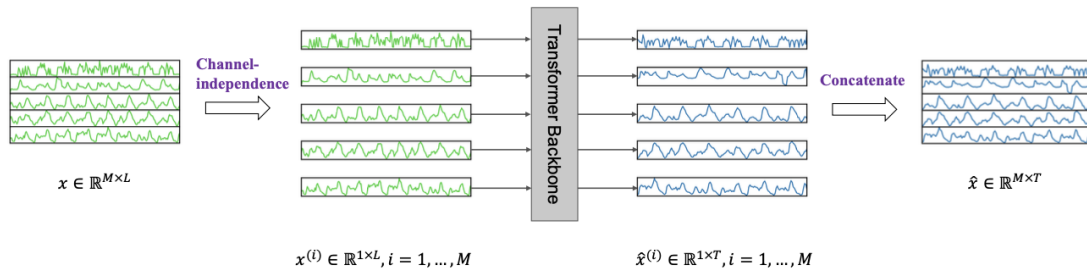 Channel-
independence
Transformer Backbone
Concatenate
x ∈ ℝ^{M×L}
x̂ ∈ ℝ^{M×T}
x^{(i)} ∈ ℝ^{1×L}, i = 1, …, M
x̂^{(i)} ∈ ℝ^{1×T}, i = 1, …, M